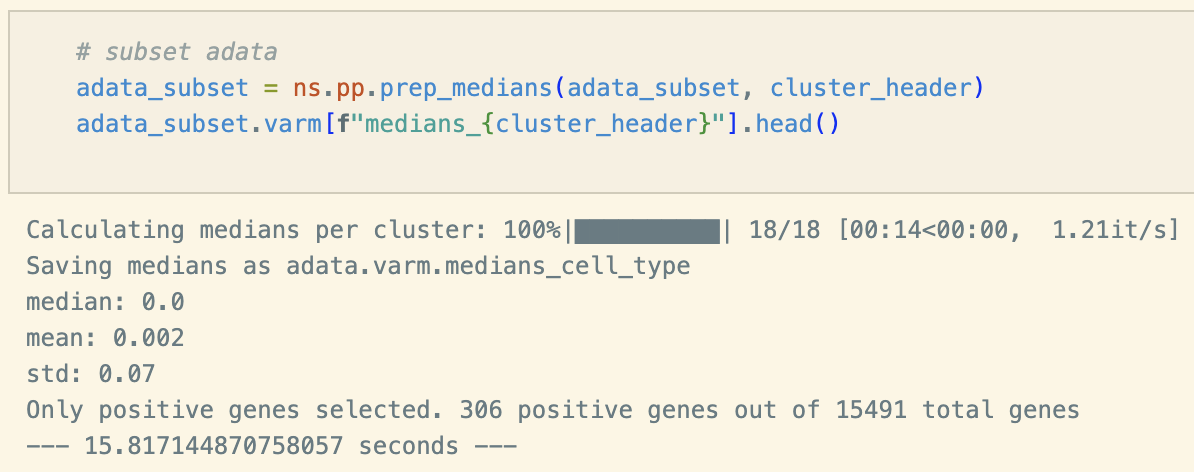 # subset adata
adata_subset = ns.pp.prep_medians(adata_subset, cluster_header)
adata_subset.varm[f"medians_{cluster_header}"].head()
Calculating medians per cluster: 100%|██████████| 18/18 [00:14<00:00,  1.21it/s]
Saving medians as adata.varm.medians_cell_type
median: 0.0
mean: 0.002
std: 0.07
Only positive genes selected. 306 positive genes out of 15491 total genes
--- 15.817144870758057 seconds ---